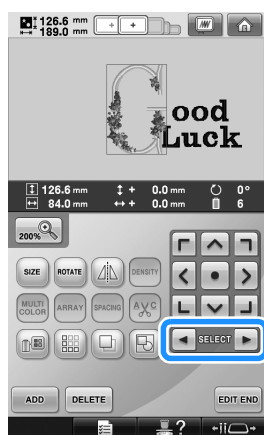 126.6 mm
189.0 mm
G ood
Luck
126.6 mm + 0.0 mm 0°
84.0 mm + 0.0 mm 6
200%
SIZE ROTATE DENSITY
MULTI COLOR ARRAY SPACING A C
SELECT
ADD DELETE EDIT END
?